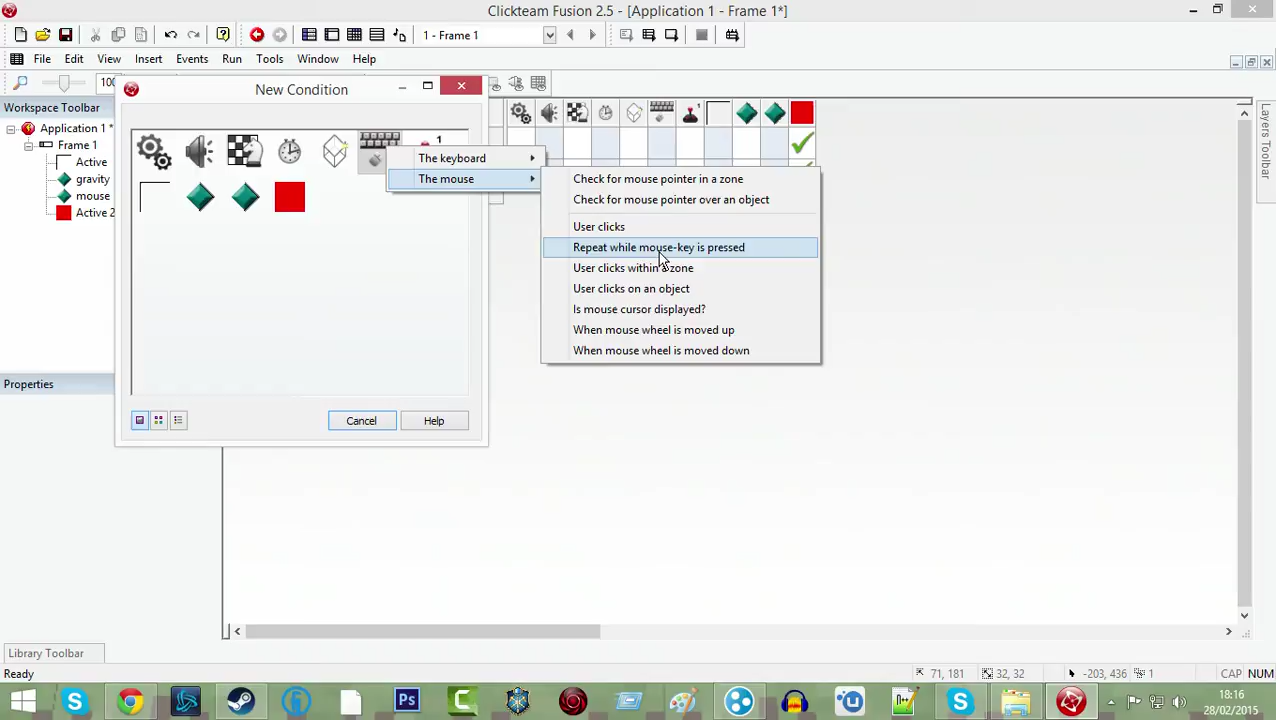 Clickteam Fusion 2.5 - [Application 1 - Frame 1*]
1 - Frame 1
File Edit View Insert Events Run Tools Window Help
100
New Condition
Workspace Toolbar
Application 1 *
Frame 1
Active
gravity
mouse
Active 2
1
1
The keyboard
The mouse
Check for mouse pointer in a zone
Check for mouse pointer over an object
User clicks
Repeat while mouse-key is pressed
User clicks within a zone
User clicks on an object
Is mouse cursor displayed?
When mouse wheel is moved up
When mouse wheel is moved down
Properties
Cancel Help
Layers Toolbar
Library Toolbar
Ready 71, 181 32, 32 -203, 436 1 CAP NUM
Ps
18:16
28/02/2015